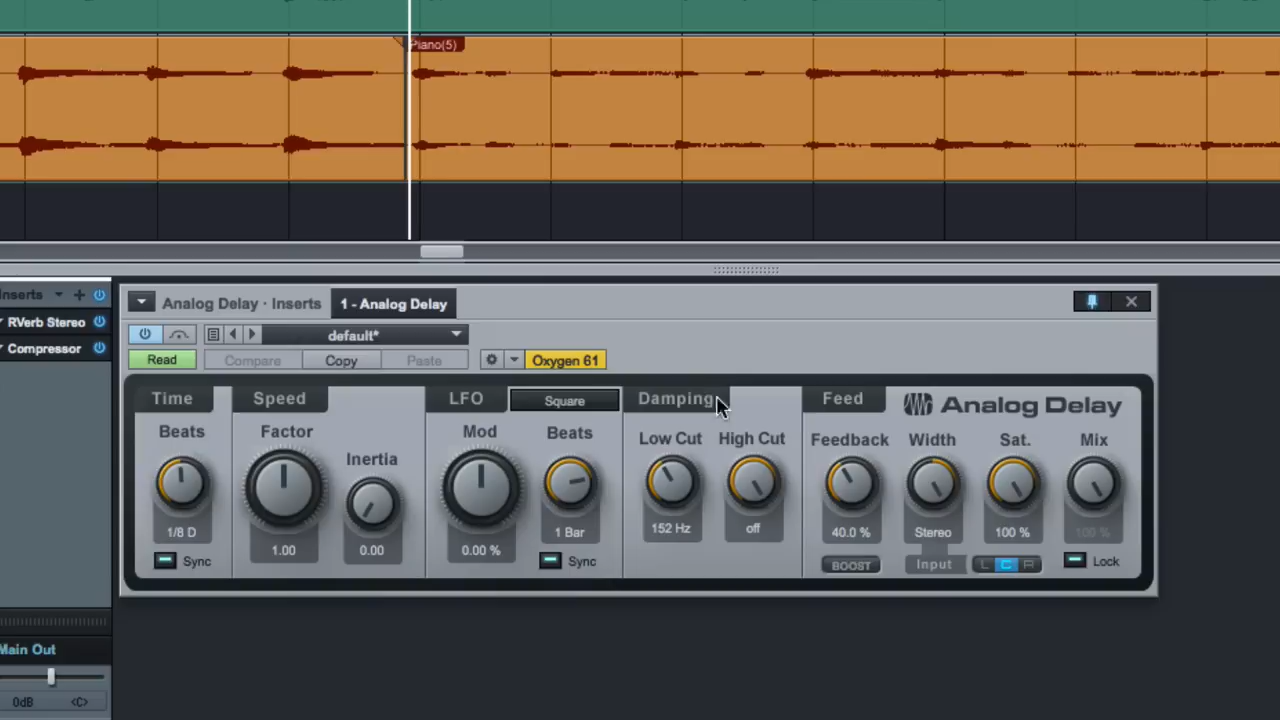 Piano(5)
Inserts
RVerb Stereo
Compressor
Main Out
0dB <C>
Analog Delay · Inserts 1 - Analog Delay
default*
Read Compare Copy Paste Oxygen 61
Time Speed LFO Square Damping Feed Analog Delay
Beats Factor Inertia Mod Beats Low Cut High Cut Feedback Width Sat. Mix
1/8 D 1.00 0.00 0.00 % 1 Bar 152 Hz off 40.0 % Stereo 100 % 100 %
Sync Sync BOOST Input L C R Lock